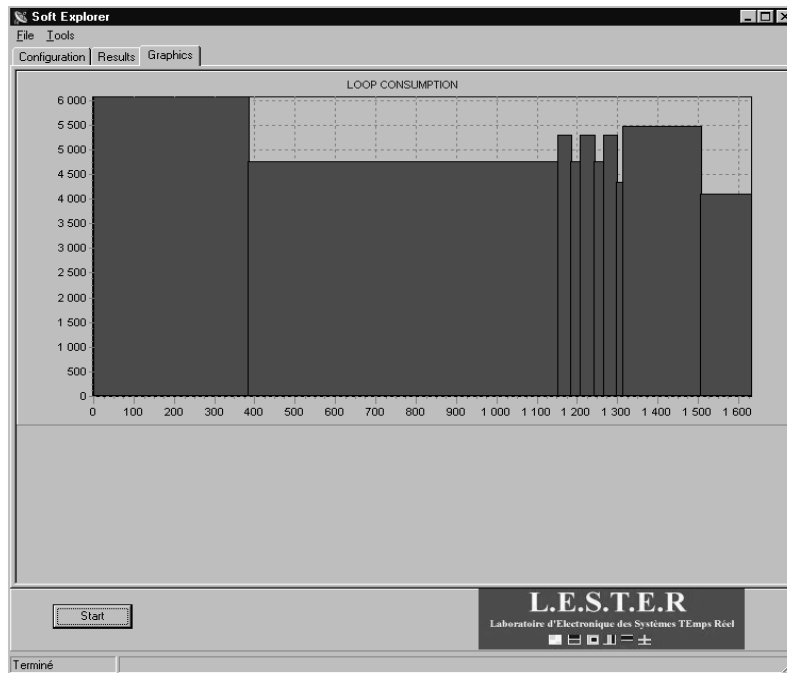 Soft Explorer
File Tools
Configuration Results Graphics
LOOP CONSUMPTION
6 000
5 500
5 000
4 500
4 000
3 500
3 000
2 500
2 000
1 500
1 000
500
0
0 100 200 300 400 500 600 700 800 900 1 000 1 100 1 200 1 300 1 400 1 500 1 600
Start
L.E.S.T.E.R
Laboratoire d'Electronique des Systèmes TEmps Réel
Terminé